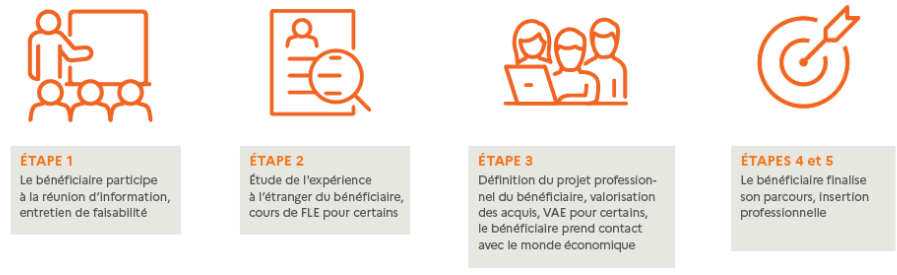 ÉTAPE 1
Le bénéficiaire participe
à la réunion d'information,
entretien de faisabilité
ÉTAPE 2
Étude de l'expérience
à l'étranger du bénéficiaire,
cours de FLE pour certains
ÉTAPE 3
Définition du projet profession-
nel du bénéficiaire, valorisation
des acquis, VAE pour certains,
le bénéficiaire prend contact
avec le monde économique
ÉTAPES 4 et 5
Le bénéficiaire finalise
son parcours, insertion
professionnelle